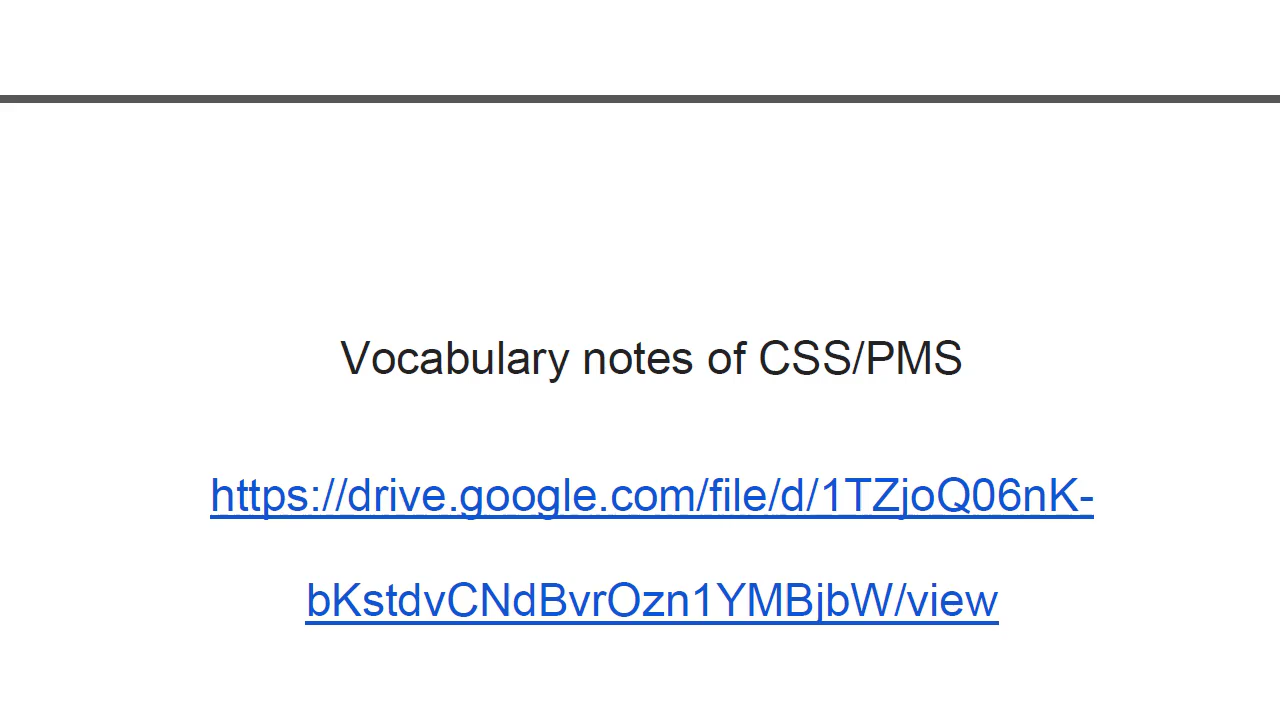 Vocabulary notes of CSS/PMS
https://drive.google.com/file/d/1TZjoQ06nK-
bKstdvCNdBvrOzn1YMBjbW/view